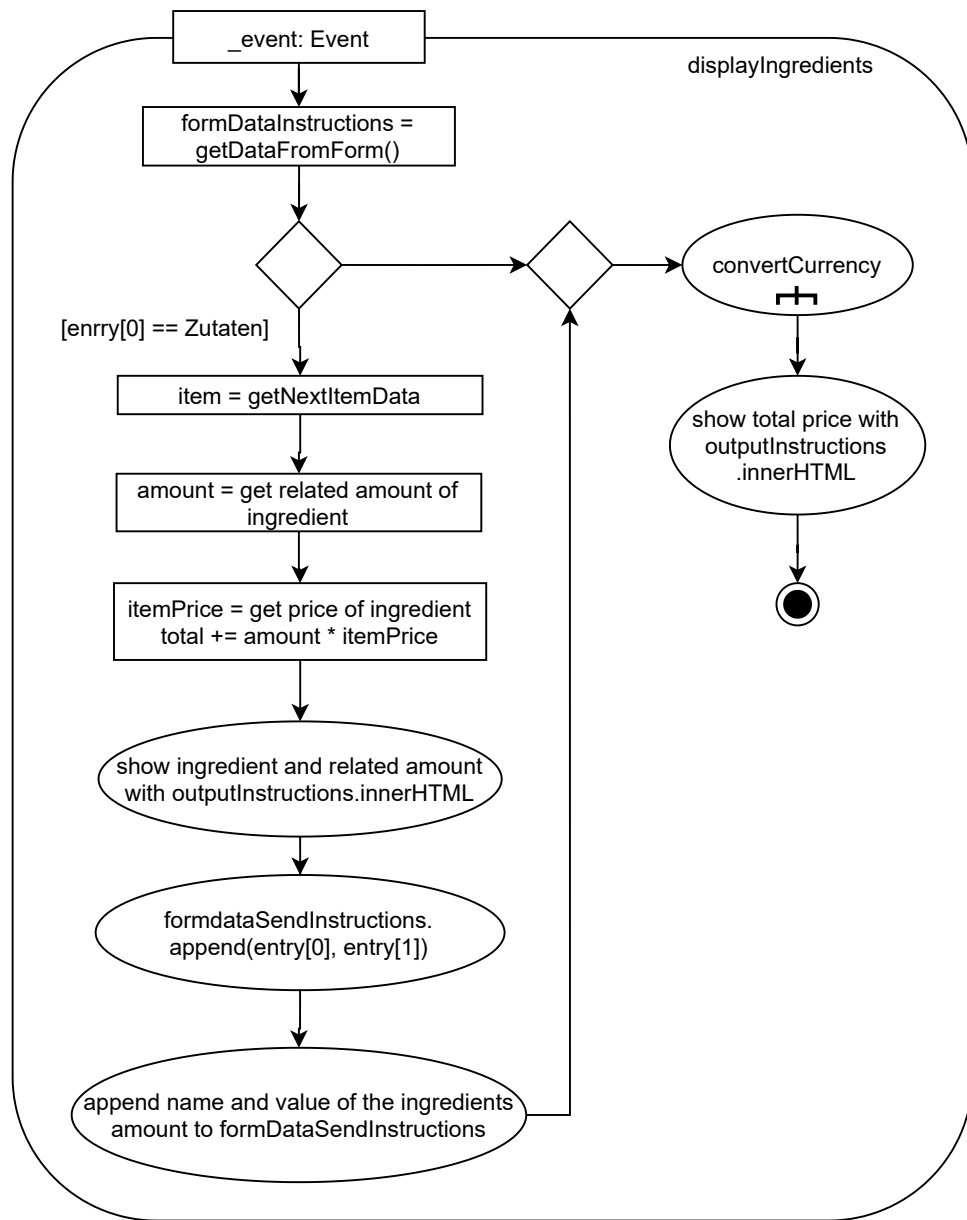 _event: Event
displayIngredients
formDataInstructions =
getDataFromForm()
convertCurrency
[enrry[0] == Zutaten]
item = getNextItemData
show total price with
outputInstructions
.innerHTML
amount = get related amount of
ingredient
itemPrice = get price of ingredient
total += amount * itemPrice
show ingredient and related amount
with outputInstructions.innerHTML
formdataSendInstructions.
append(entry[0], entry[1])
append name and value of the ingredients
amount to formDataSendInstructions